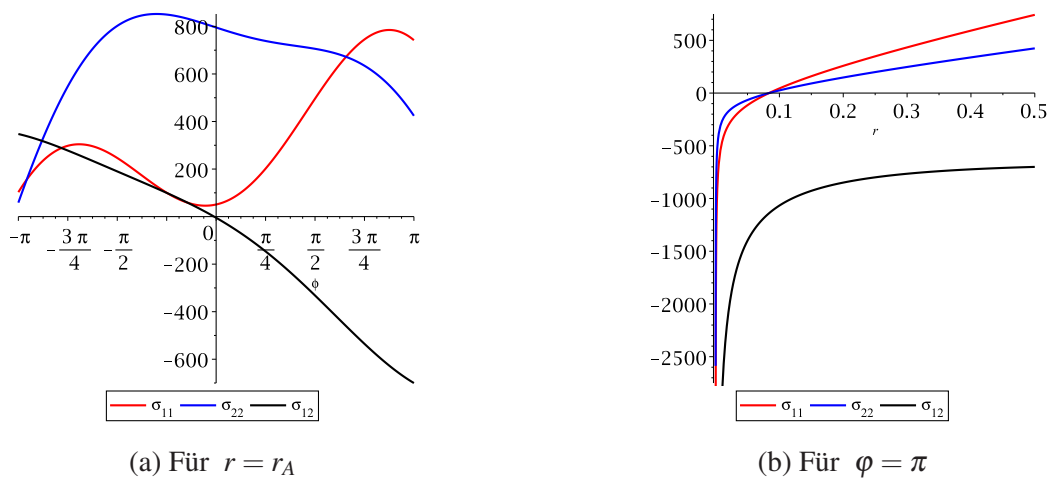 800
600
400
200
0
−π
−3π/4
−π/2
π/4
π/2
3π/4
π
ϕ
−200
−400
−600
σ11 σ22 σ12
(a) Für r = rA
500
0
0.1 0.2 0.3 0.4 0.5
r
−500
−1000
−1500
−2000
−2500
σ11 σ22 σ12
(b) Für φ = π